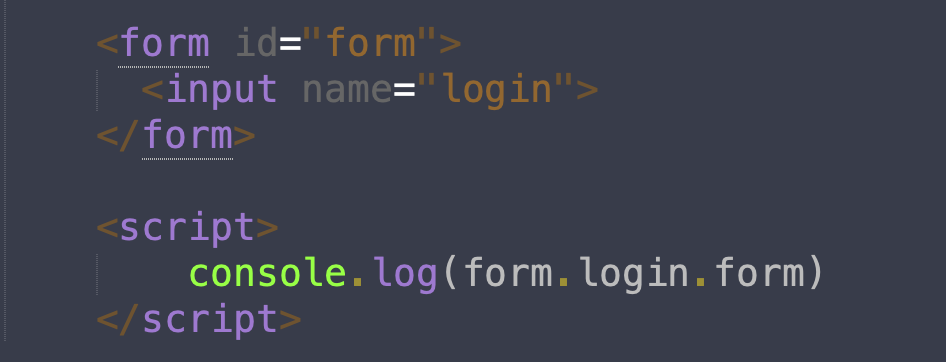 <form id="form">
<input name="login">
</form>
<script>
console.log(form.login.form)
</script>